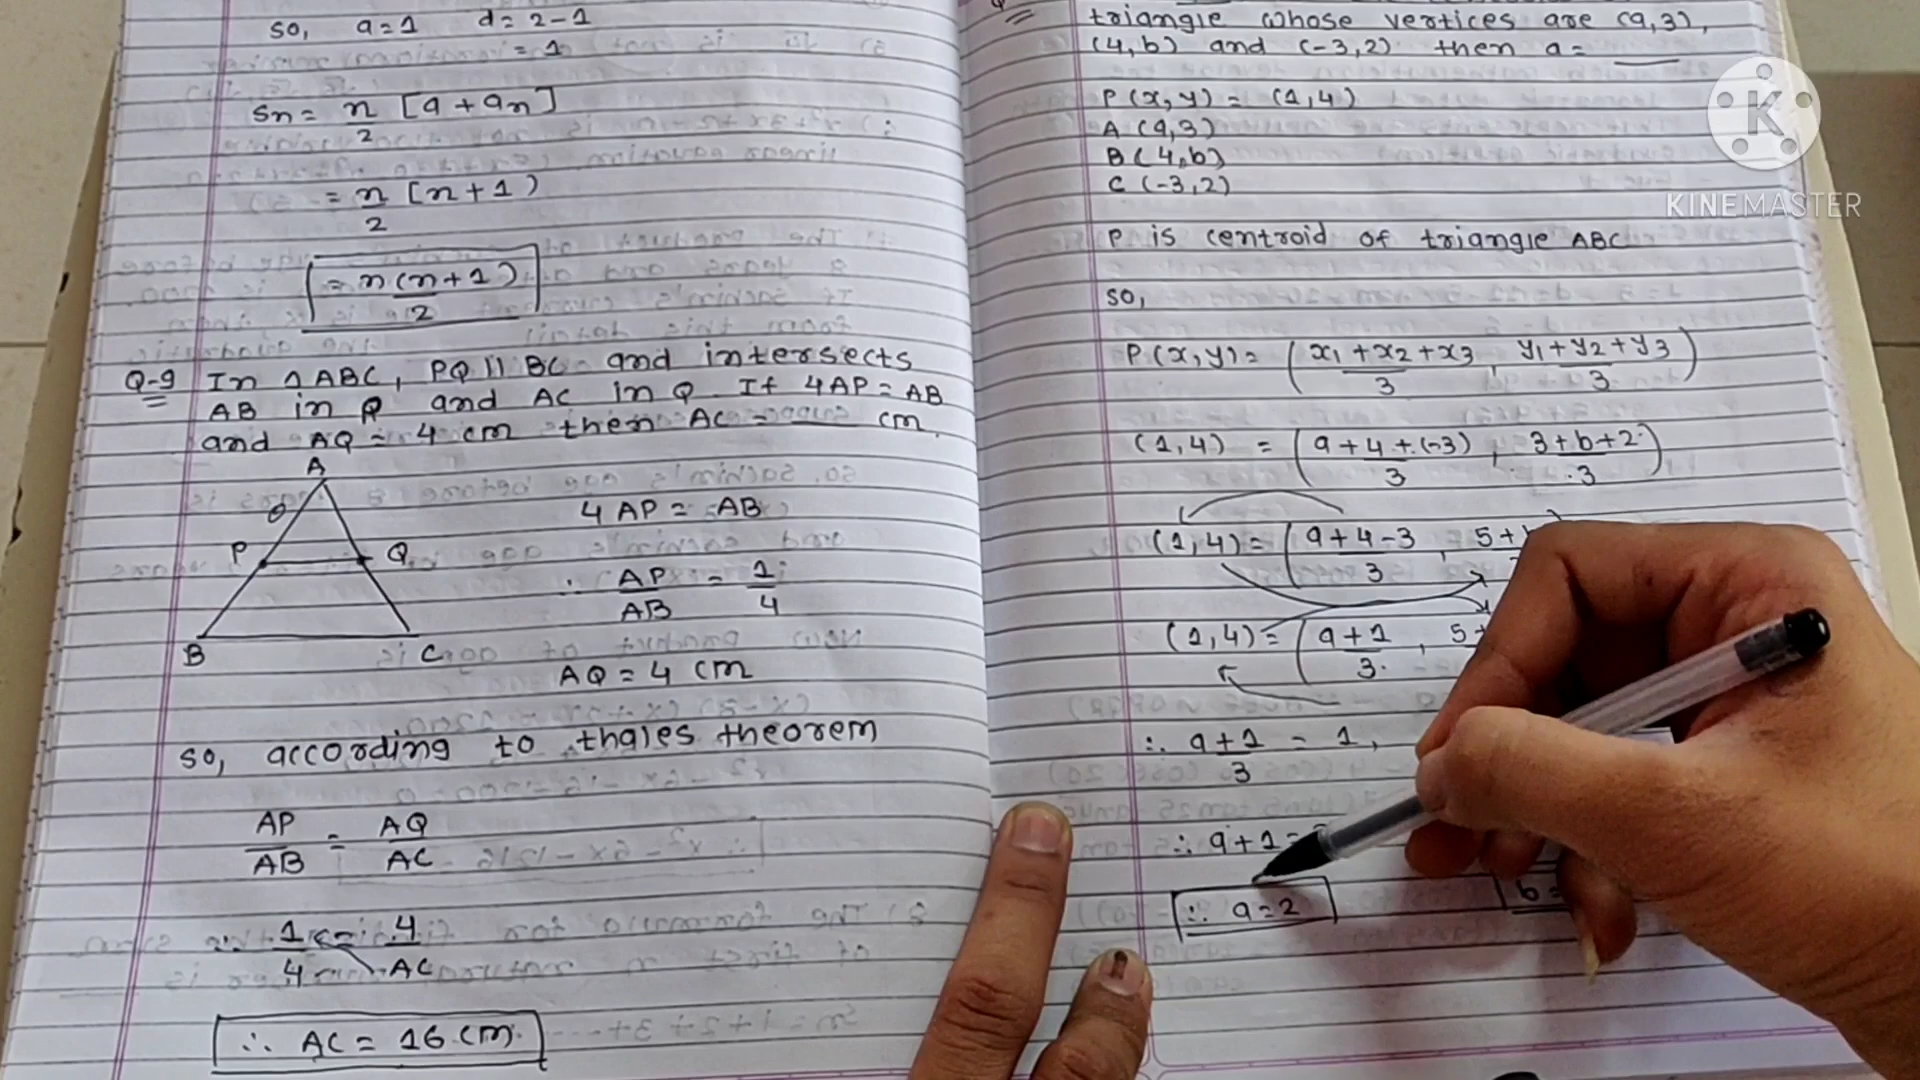 so, a=1 d=2-1
=1
Sn= n/2 [a+an]
= n/2 [n+1)
= n(n+1)/2
Q-9 In △ABC, PQ || BC and intersects
AB in P and AC in Q. If 4AP = AB
and AQ = 4 cm then AC = ___ cm.
A
P Q
B C
4 AP = AB
∴ AP/AB = 1/4
AQ = 4 cm
so, according to thales theorem
AP/AB = AQ/AC
∴ 1/4 = 4/AC
∴ AC = 16 cm.
triangle whose vertices are (a,3),
(4,b) and (-3,2) then a= ___
P(x,y) = (1,4)
A (a,3)
B (4,b)
C (-3,2)
P is centroid of triangle ABC
so,
P(x,y)= (x1+x2+x3/3, y1+y2+y3/3)
(1,4) = (a+4+(-3)/3, 3+b+2/3)
(1,4)= (a+4-3/3, 5+
(1,4)= (a+1/3, 5+
∴ a+1/3 = 1,
∴ a+1=
∴ a=2
b=
K
KINEMASTER